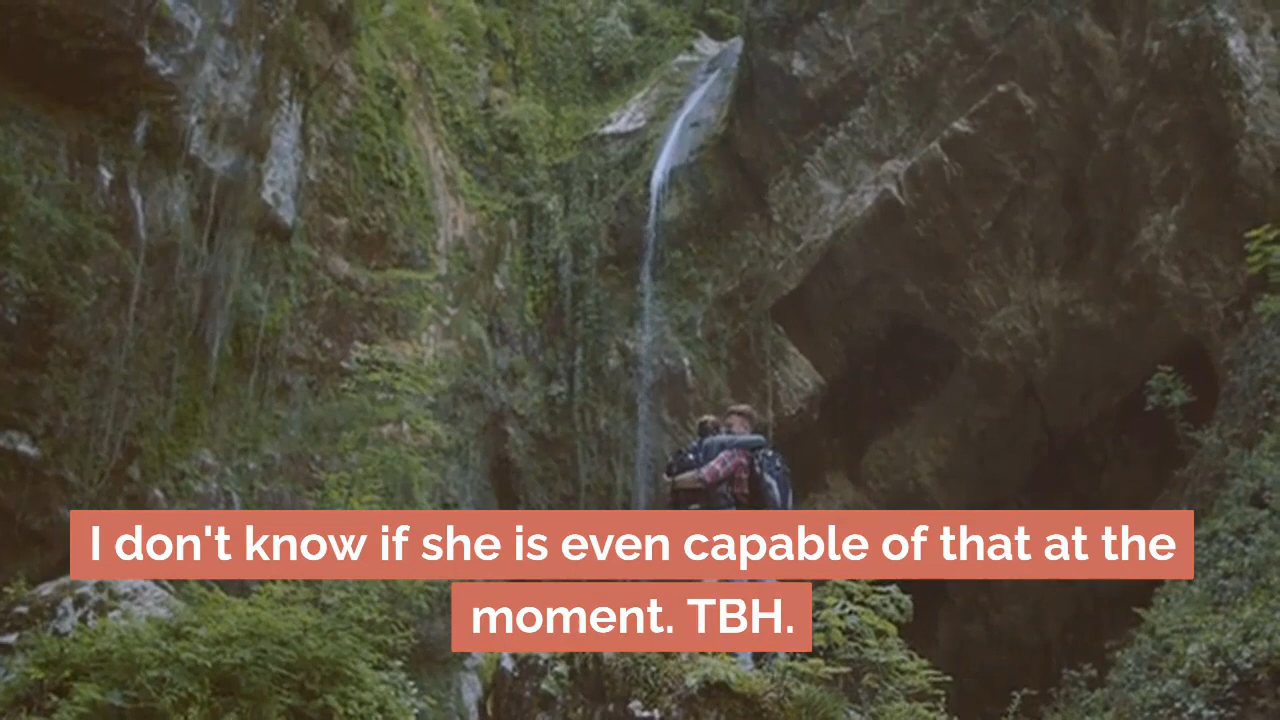 I don't know if she is even capable of that at the
moment. TBH.